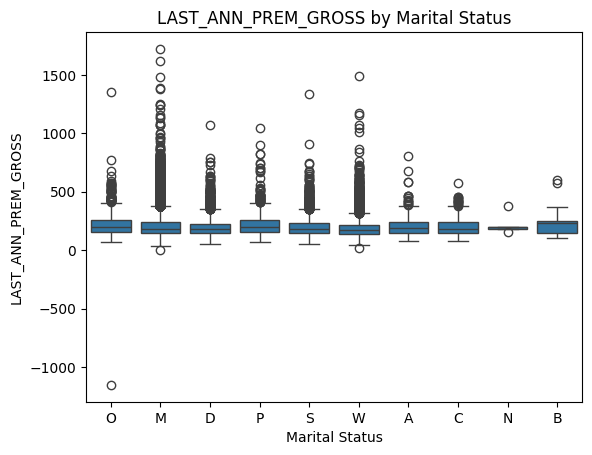 LAST_ANN_PREM_GROSS by Marital Status
1500
1000
500
0
−500
−1000
LAST_ANN_PREM_GROSS
O M D P S W A C N B
Marital Status